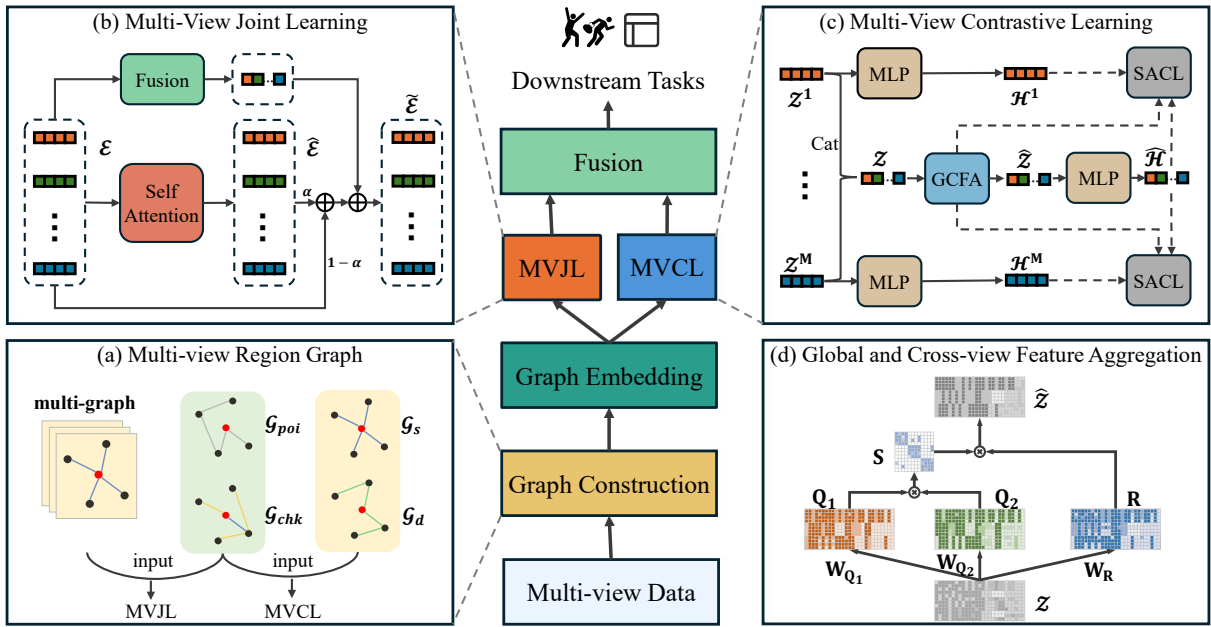 (b) Multi-View Joint Learning
Fusion
ℰ
Self
Attention
ℰ̂
α
1 − α
ℰ̃
Downstream Tasks
Fusion
MVJL
MVCL
Graph Embedding
Graph Construction
Multi-view Data
(c) Multi-View Contrastive Learning
𝒵¹
MLP
ℋ¹
SACL
Cat
𝒵
GCFA
𝒵̂
MLP
ℋ̂
𝒵ᴹ
MLP
ℋᴹ
SACL
(a) Multi-view Region Graph
multi-graph
𝒢poi
𝒢s
𝒢chk
𝒢d
input
input
MVJL
MVCL
(d) Global and Cross-view Feature Aggregation
𝒵̂
S
Q₁
Q₂
R
W_Q₁
W_Q₂
W_R
𝒵